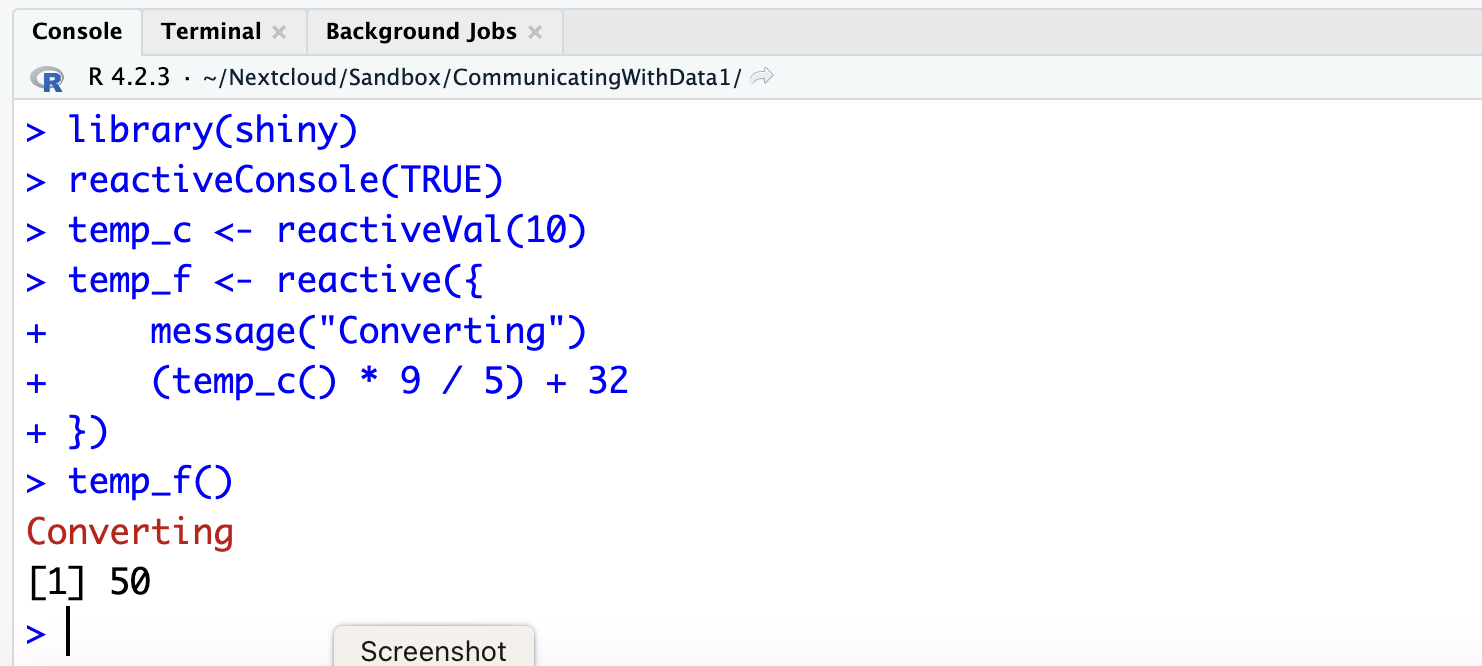 Console Terminal × Background Jobs ×
R R 4.2.3 · ~/Nextcloud/Sandbox/CommunicatingWithData1/
> library(shiny)
> reactiveConsole(TRUE)
> temp_c <- reactiveVal(10)
> temp_f <- reactive({
+     message("Converting")
+     (temp_c() * 9 / 5) + 32
+ })
> temp_f()
Converting
[1] 50
>
Screenshot